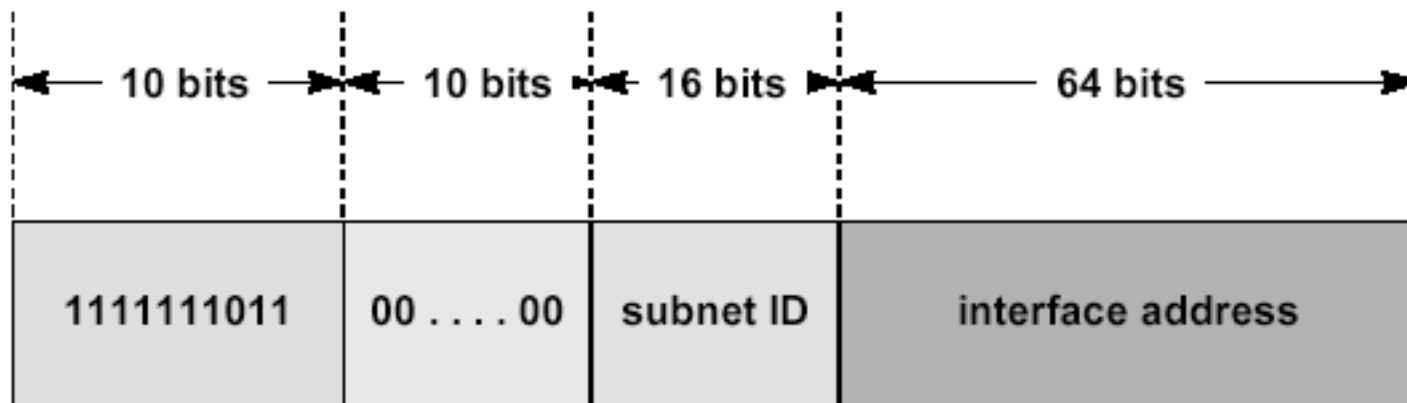 10 bits 10 bits 16 bits 64 bits
1111111011 00 . . . . 00 subnet ID interface address